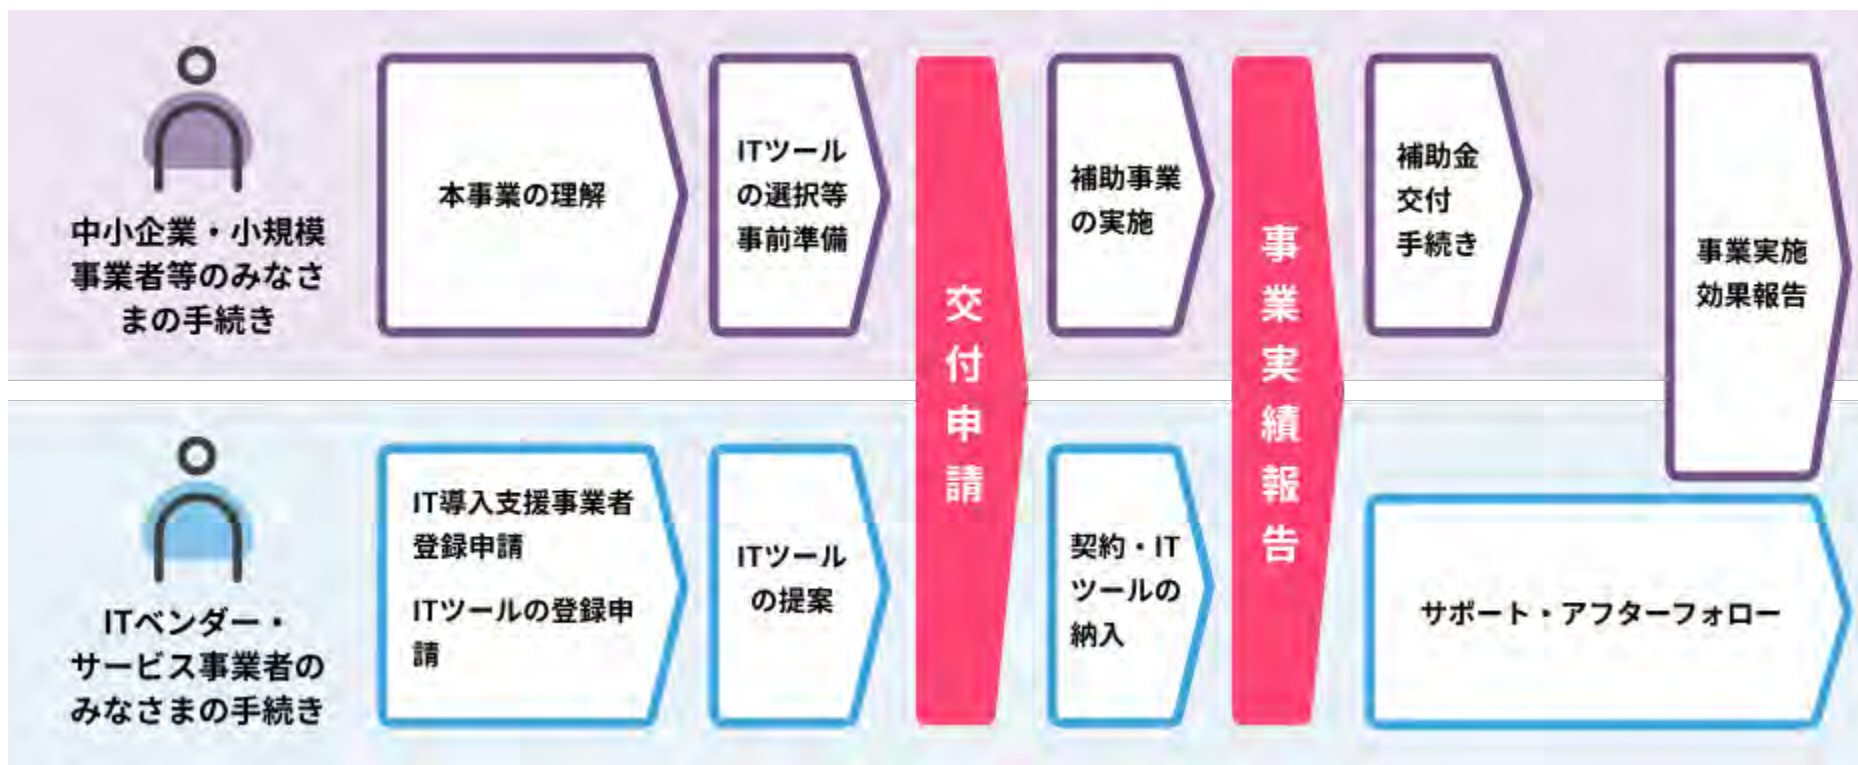 中小企業・小規模
事業者等のみなさ
まの手続き
本事業の理解
ITツール
の選択等
事前準備
交付申請
補助事業
の実施
事業実績報告
補助金
交付
手続き
事業実施
効果報告
ITベンダー・
サービス事業者の
みなさまの手続き
IT導入支援事業者
登録申請
ITツールの登録申
請
ITツール
の提案
契約・IT
ツールの
納入
サポート・アフターフォロー